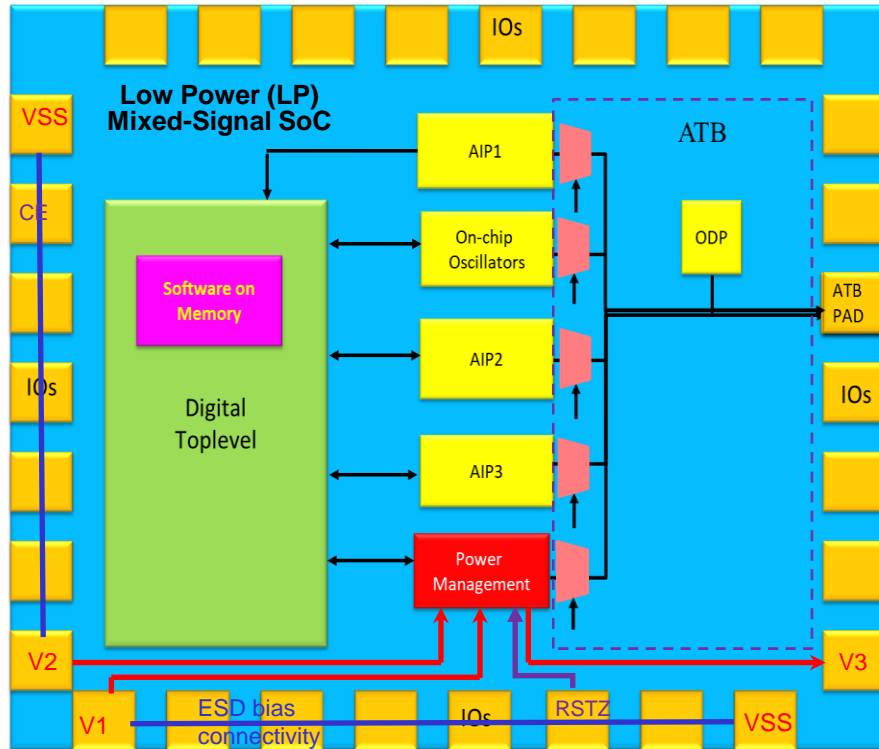 IOs
Low Power (LP)
Mixed-Signal SoC
VSS
AIP1
ATB
CE
On-chip
Oscillators
ODP
Software on
Memory
ATB
PAD
AIP2
IOs
IOs
Digital
Toplevel
AIP3
Power
Management
V2
V3
V1
ESD bias
connectivity
IOs
RSTZ
VSS